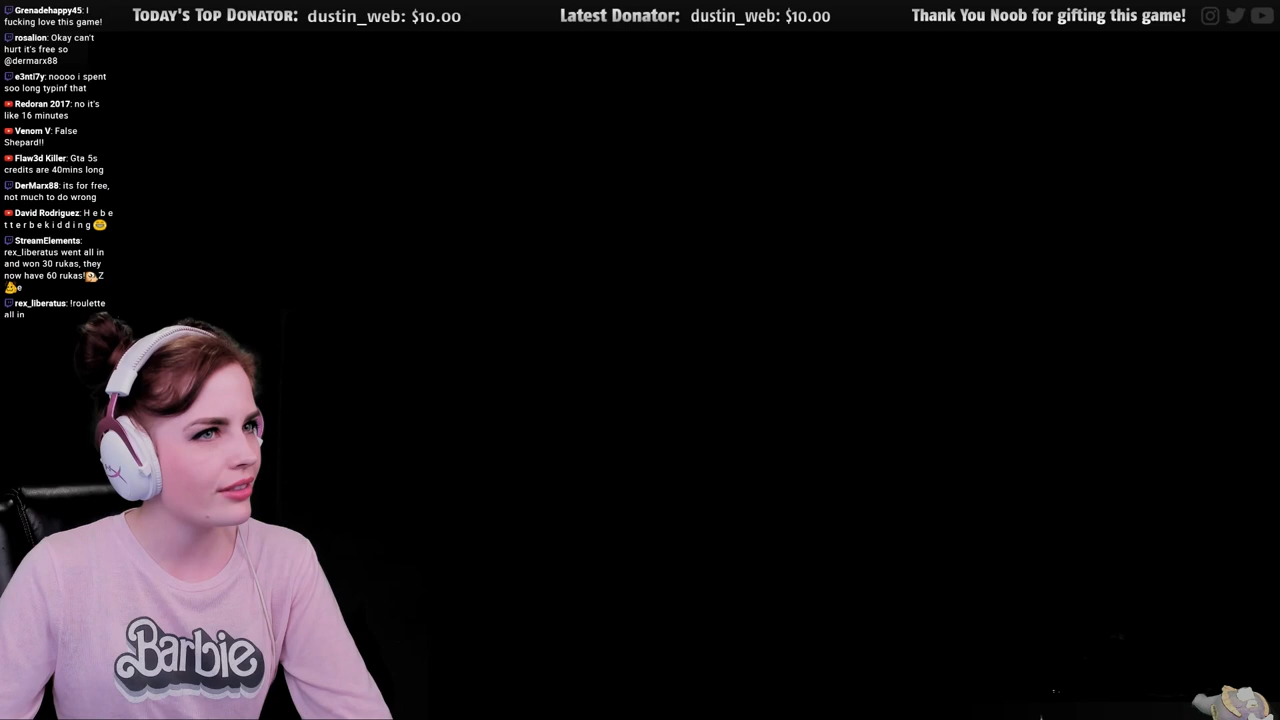 Today's Top Donator: dustin_web: $10.00
Latest Donator: dustin_web: $10.00
Thank You Noob for gifting this game!
Grenadehappy45: I
fucking love this game!
rosalion: Okay can't
hurt it's free so
@dermarx88
e3nti7y: noooo i spent
soo long typinf that
Redoran 2017: no it's
like 16 minutes
Venom V: False
Shepard!!
Flaw3d Killer: Gta 5s
credits are 40mins long
DerMarx88: its for free,
not much to do wrong
David Rodriguez: H e b e
t t e r b e k i d d i n g
StreamElements:
rex_liberatus went all in
and won 30 rukas, they
now have 60 rukas! Z
e
rex_liberatus: !roulette
all in
Barbie